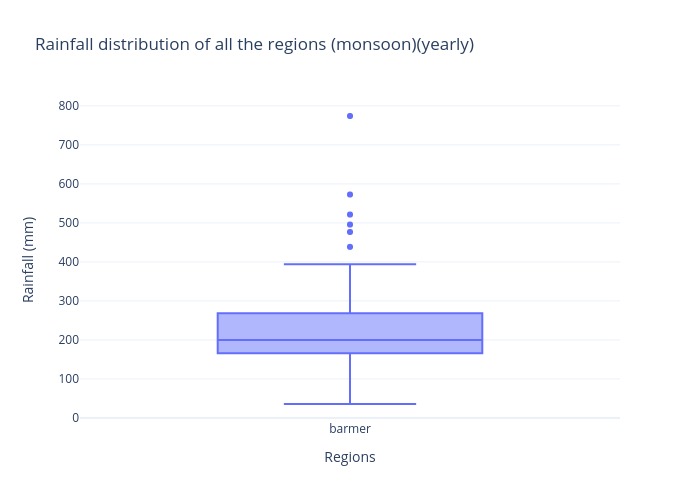 Rainfall distribution of all the regions (monsoon)(yearly)
800
700
600
500
400
300
200
100
0
Rainfall (mm)
barmer
Regions